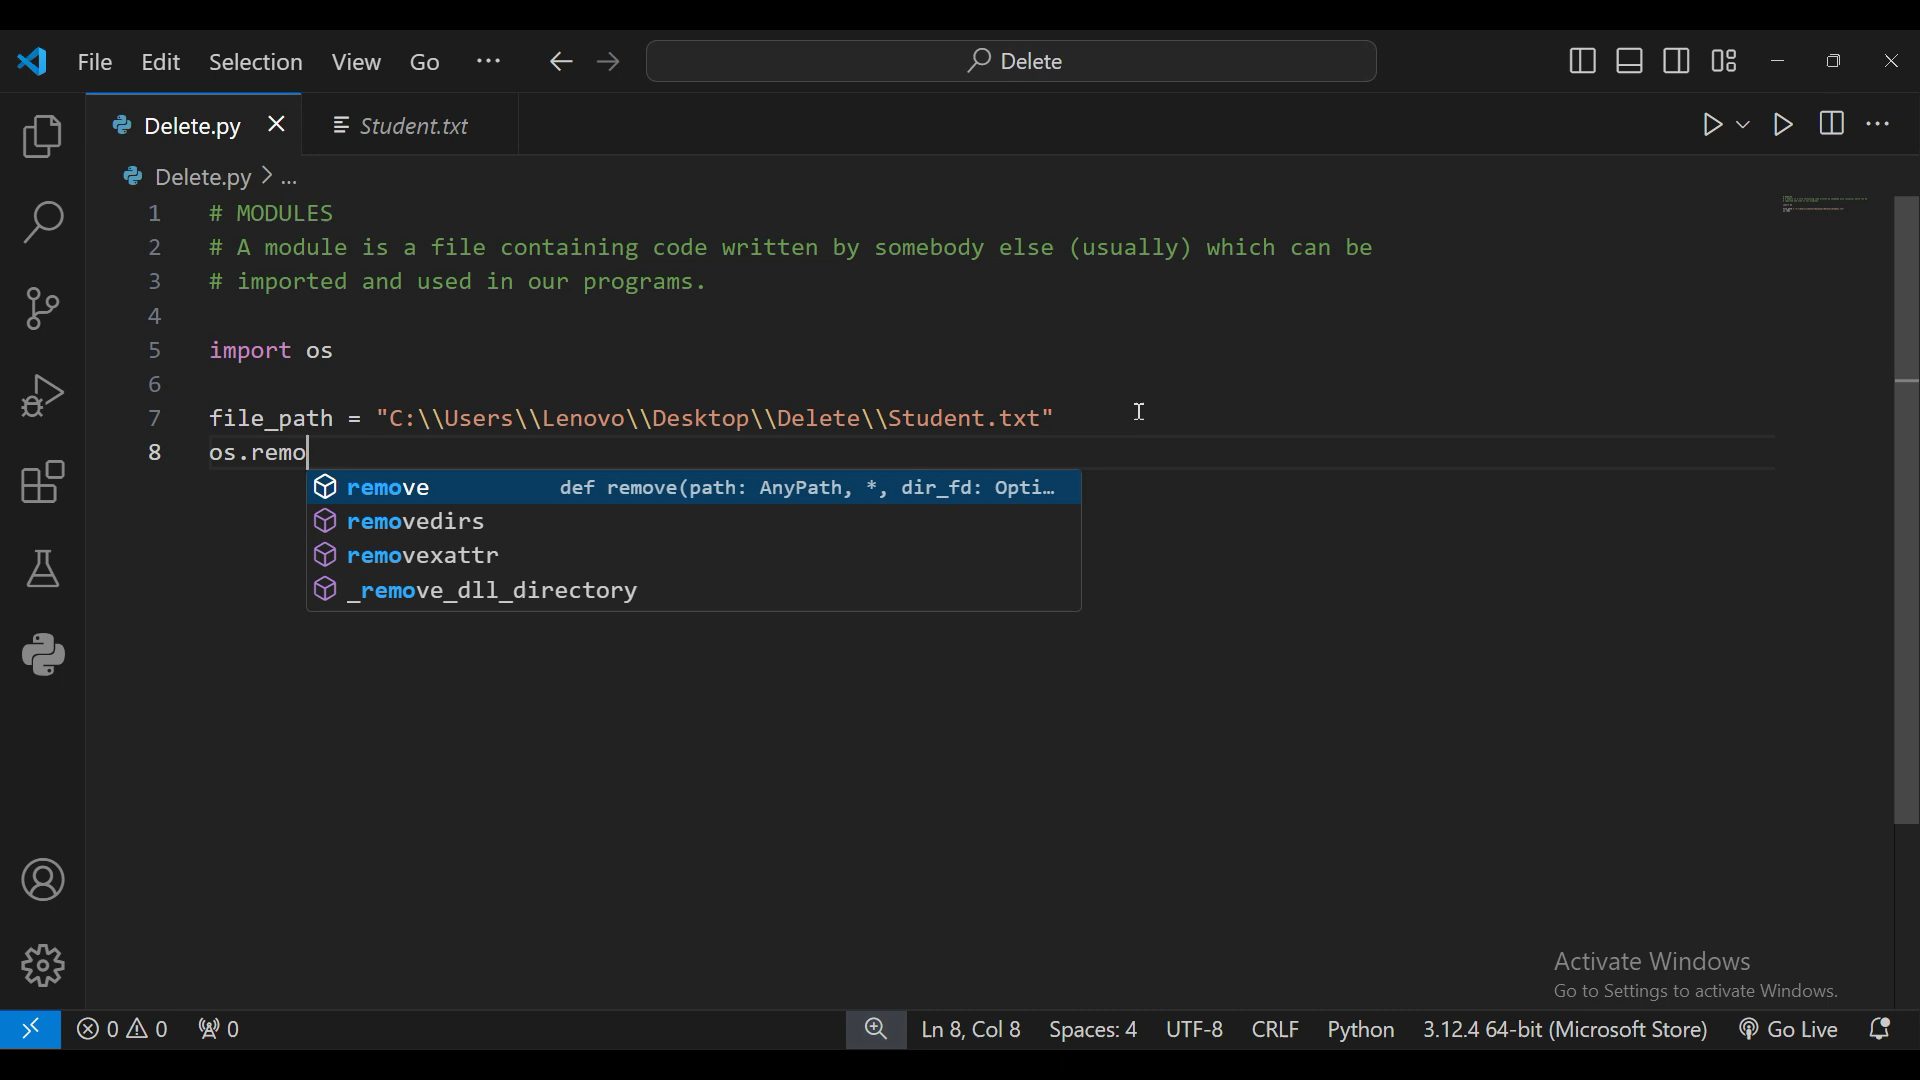 File Edit Selection View Go ··· Delete
Delete.py Student.txt
Delete.py > ...
1 # MODULES
2 # A module is a file containing code written by somebody else (usually) which can be
3 # imported and used in our programs.
4
5 import os
6
7 file_path = "C:\\Users\\Lenovo\\Desktop\\Delete\\Student.txt"
8 os.remo
remove def remove(path: AnyPath, *, dir_fd: Opti…
removedirs
removexattr
_remove_dll_directory
Activate Windows
Go to Settings to activate Windows.
0 0 0 Ln 8, Col 8 Spaces: 4 UTF-8 CRLF Python 3.12.4 64-bit (Microsoft Store) Go Live